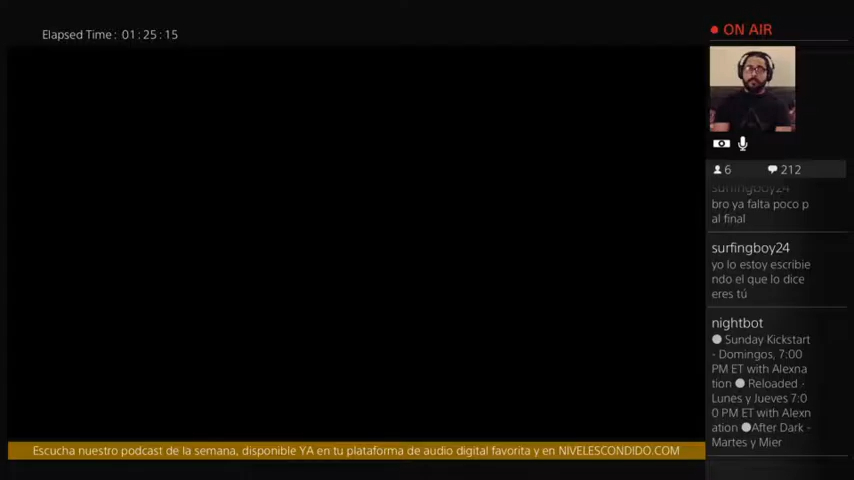 Elapsed Time: 01:25:15
ON AIR
6 212
surfingboy24
bro ya falta poco p
al final
surfingboy24
yo lo estoy escribie
ndo el que lo dice
eres tú
nightbot
Sunday Kickstart
- Domingos, 7:00
PM ET with Alexna
tion ● Reloaded -
Lunes y Jueves 7:0
0 PM ET with Alexn
ation ●After Dark -
Martes y Mier
Escucha nuestro podcast de la semana, disponible YA en tu plataforma de audio digital favorita y en NIVELESCONDIDO.COM